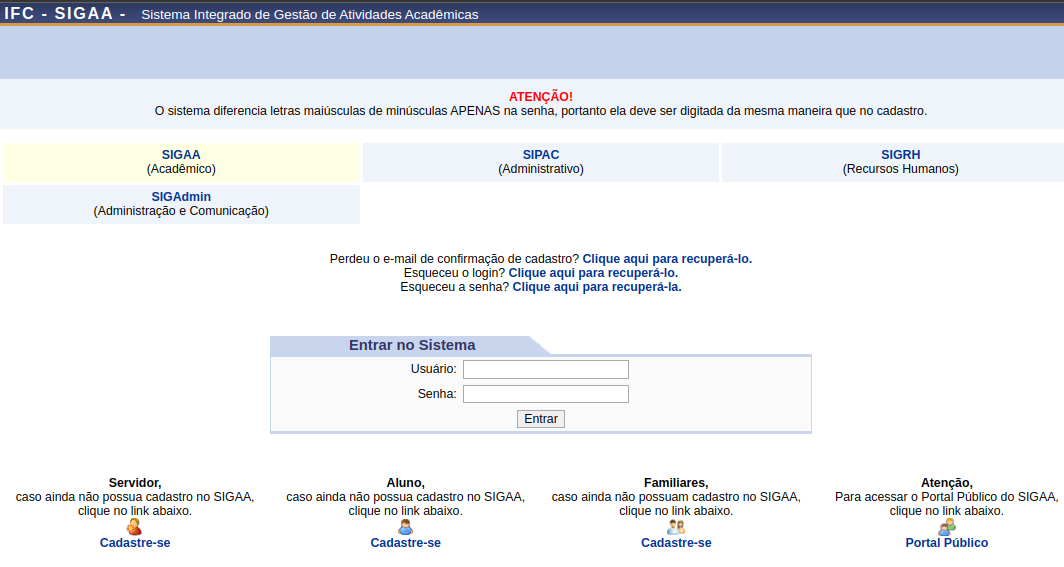 IFC - SIGAA - Sistema Integrado de Gestão de Atividades Acadêmicas
ATENÇÃO!
O sistema diferencia letras maiúsculas de minúsculas APENAS na senha, portanto ela deve ser digitada da mesma maneira que no cadastro.
SIGAA
(Acadêmico)
SIPAC
(Administrativo)
SIGRH
(Recursos Humanos)
SIGAdmin
(Administração e Comunicação)
Perdeu o e-mail de confirmação de cadastro? Clique aqui para recuperá-lo.
Esqueceu o login? Clique aqui para recuperá-lo.
Esqueceu a senha? Clique aqui para recuperá-la.
Entrar no Sistema
Usuário:
Senha:
Entrar
Servidor,
caso ainda não possua cadastro no SIGAA,
clique no link abaixo.
Cadastre-se
Aluno,
caso ainda não possua cadastro no SIGAA,
clique no link abaixo.
Cadastre-se
Familiares,
caso ainda não possuam cadastro no SIGAA,
clique no link abaixo.
Cadastre-se
Atenção,
Para acessar o Portal Público do SIGAA,
clique no link abaixo.
Portal Público